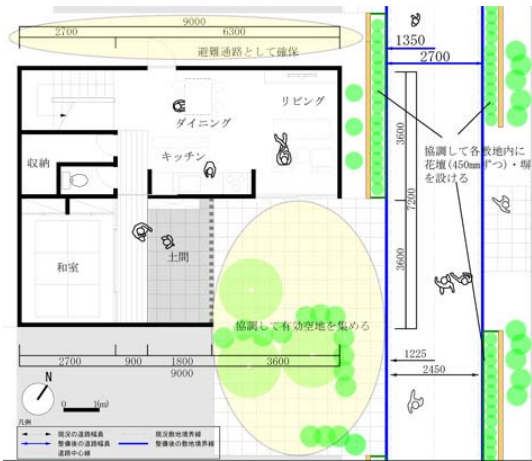 9000
2700
6300
避難通路として確保
1350
2700
リビング
ダイニング
3600
協調して各敷地内に
花壇(450mmずつ)・塀
を設ける
収納
キッチン
7200
3600
和室
土間
協調して有効空地を集める
2700
900
1800
3600
9000
1225
2450
N
0
1(m)
凡例
現況の道路幅員
現況敷地境界線
整備後の道路幅員
整備後の敷地境界線
道路中心線